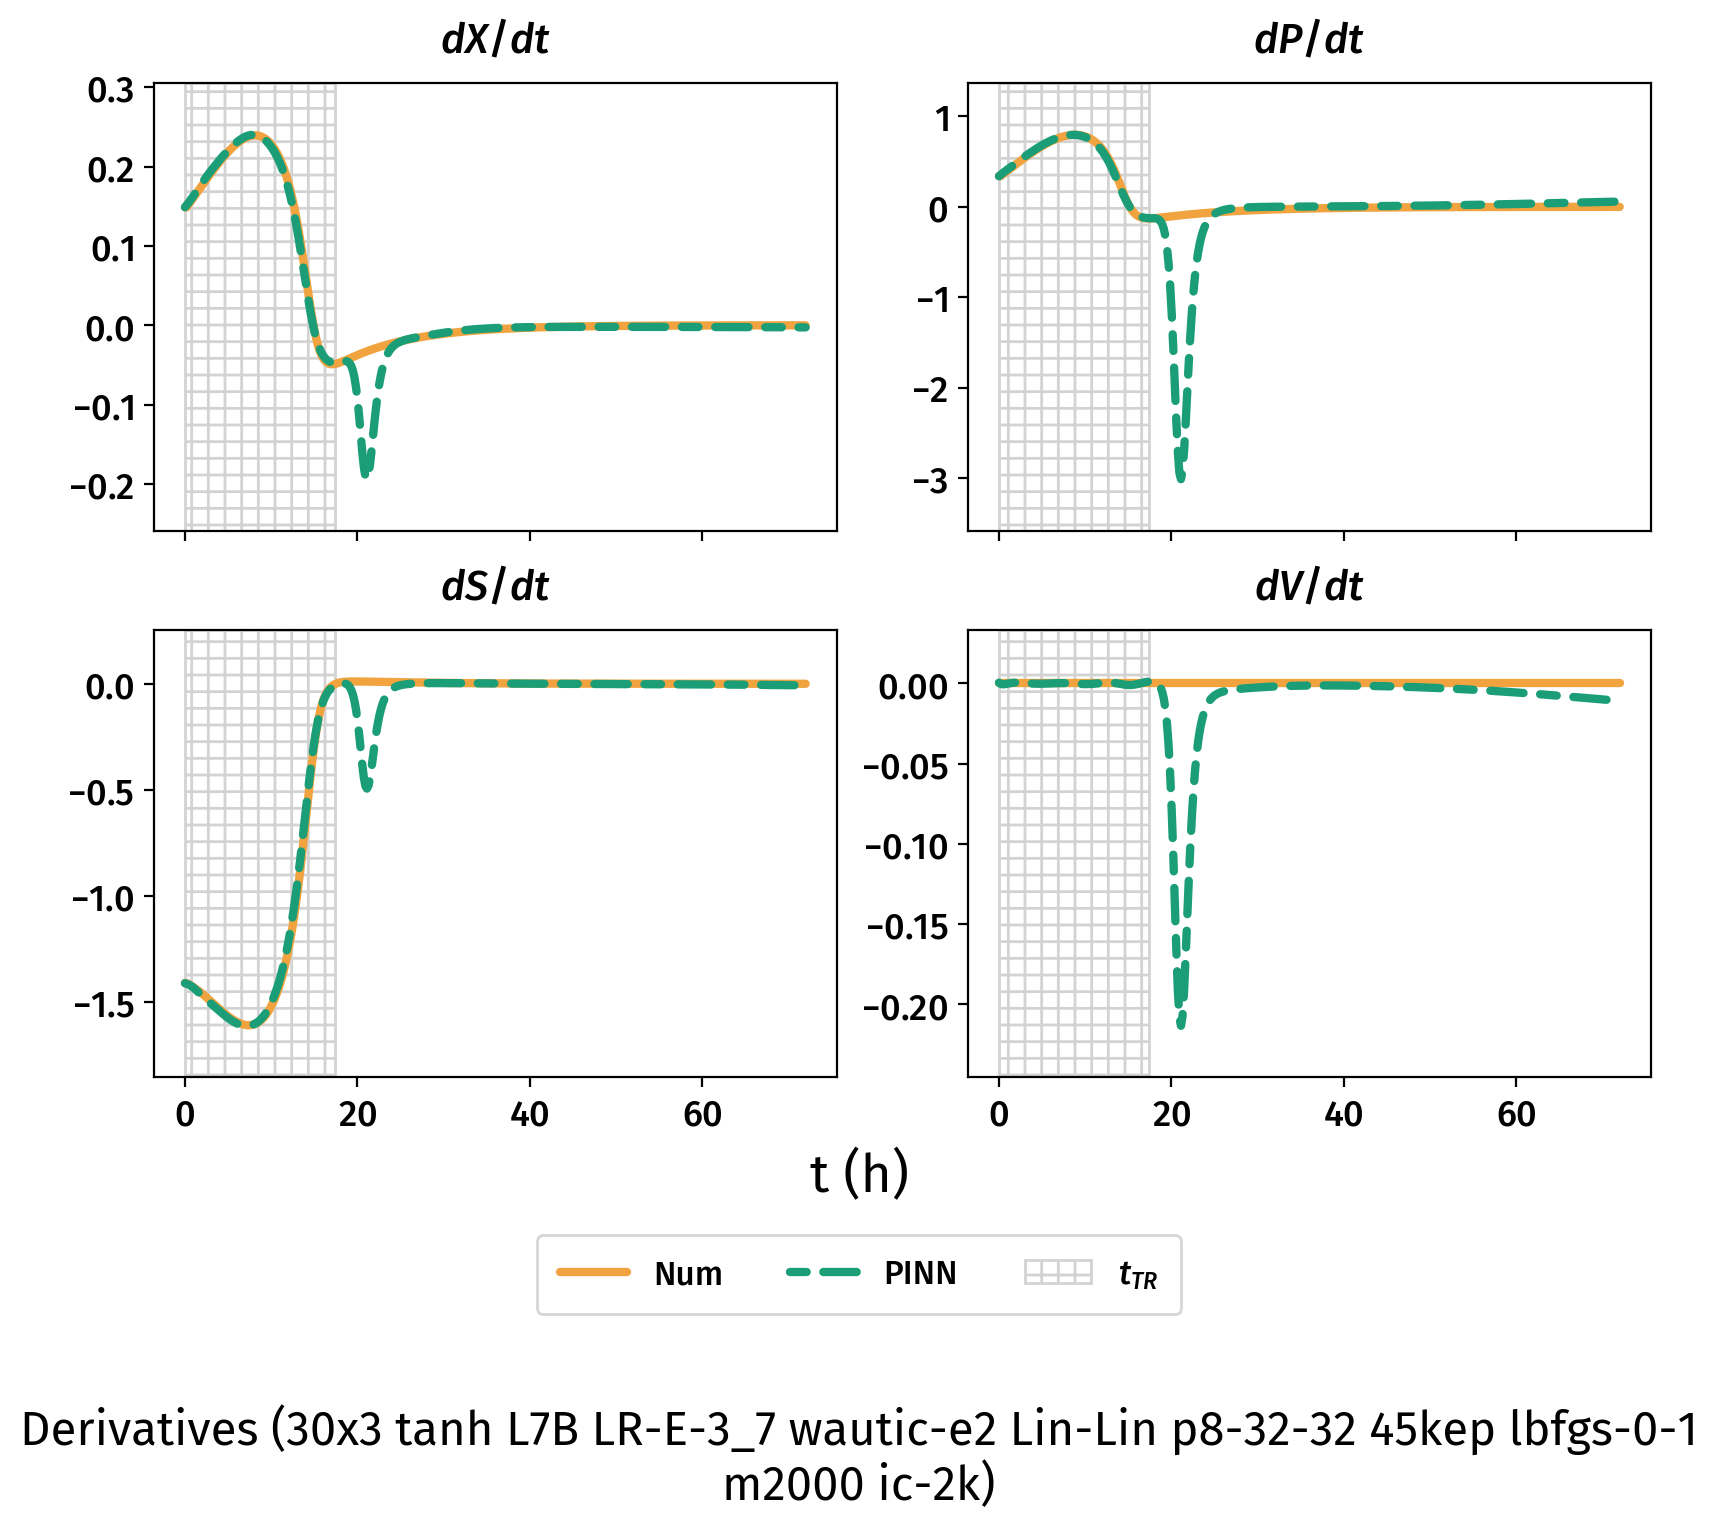 dX/dt
dP/dt
0.3
0.2
0.1
0.0
−0.1
−0.2
1
0
−1
−2
−3
dS/dt
dV/dt
0.0
−0.5
−1.0
−1.5
0.00
−0.05
−0.10
−0.15
−0.20
0 20 40 60
0 20 40 60
t (h)
Num PINN tTR
Derivatives (30x3 tanh L7B LR-E-3_7 wautic-e2 Lin-Lin p8-32-32 45kep lbfgs-0-1
m2000 ic-2k)